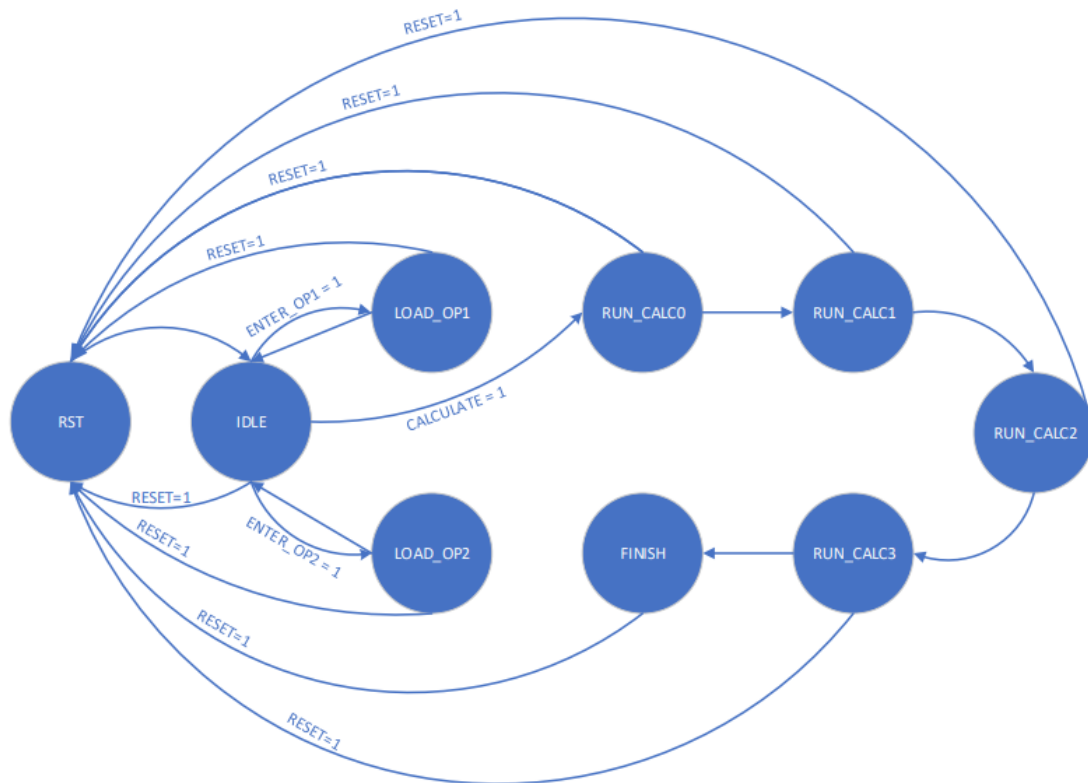 RESET=1
RESET=1
RESET=1
RESET=1
ENTER_OP1 = 1
LOAD_OP1
RUN_CALC0
RUN_CALC1
CALCULATE = 1
RST
IDLE
RUN_CALC2
RESET=1
ENTER_OP2 = 1
RESET=1
LOAD_OP2
FINISH
RUN_CALC3
RESET=1
RESET=1